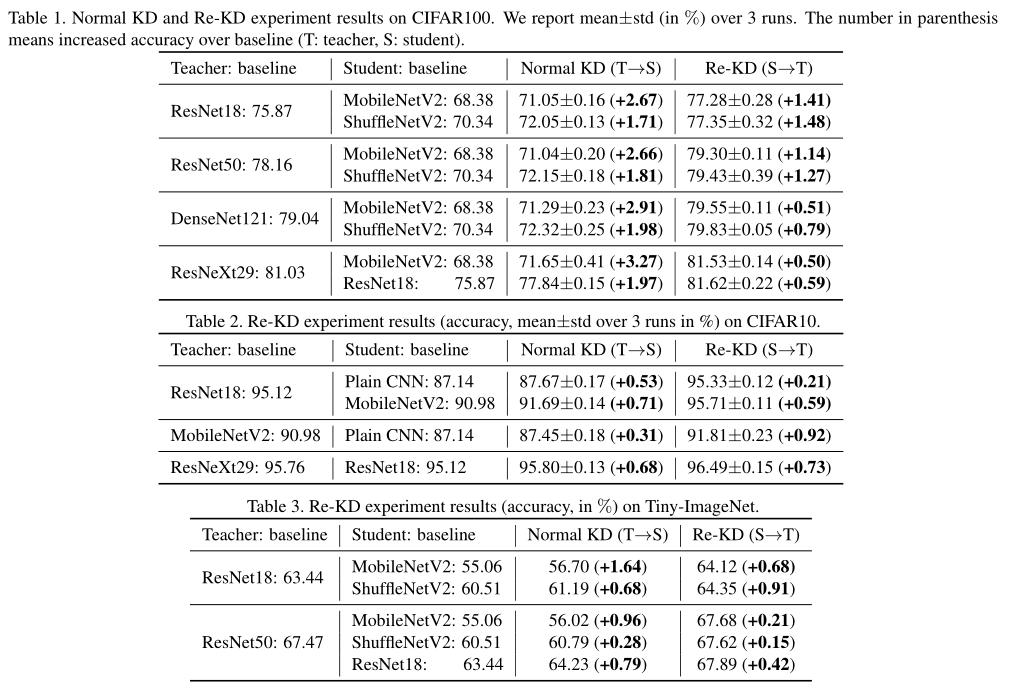 Table 1. Normal KD and Re-KD experiment results on CIFAR100. We report mean±std (in %) over 3 runs. The number in parenthesis
means increased accuracy over baseline (T: teacher, S: student).
Teacher: baseline Student: baseline Normal KD (T→S) Re-KD (S→T)
ResNet18: 75.87 MobileNetV2: 68.38 71.05±0.16 (+2.67) 77.28±0.28 (+1.41)
ShuffleNetV2: 70.34 72.05±0.13 (+1.71) 77.35±0.32 (+1.48)
ResNet50: 78.16 MobileNetV2: 68.38 71.04±0.20 (+2.66) 79.30±0.11 (+1.14)
ShuffleNetV2: 70.34 72.15±0.18 (+1.81) 79.43±0.39 (+1.27)
DenseNet121: 79.04 MobileNetV2: 68.38 71.29±0.23 (+2.91) 79.55±0.11 (+0.51)
ShuffleNetV2: 70.34 72.32±0.25 (+1.98) 79.83±0.05 (+0.79)
ResNeXt29: 81.03 MobileNetV2: 68.38 71.65±0.41 (+3.27) 81.53±0.14 (+0.50)
ResNet18: 75.87 77.84±0.15 (+1.97) 81.62±0.22 (+0.59)
Table 2. Re-KD experiment results (accuracy, mean±std over 3 runs in %) on CIFAR10.
Teacher: baseline Student: baseline Normal KD (T→S) Re-KD (S→T)
ResNet18: 95.12 Plain CNN: 87.14 87.67±0.17 (+0.53) 95.33±0.12 (+0.21)
MobileNetV2: 90.98 91.69±0.14 (+0.71) 95.71±0.11 (+0.59)
MobileNetV2: 90.98 Plain CNN: 87.14 87.45±0.18 (+0.31) 91.81±0.23 (+0.92)
ResNeXt29: 95.76 ResNet18: 95.12 95.80±0.13 (+0.68) 96.49±0.15 (+0.73)
Table 3. Re-KD experiment results (accuracy, in %) on Tiny-ImageNet.
Teacher: baseline Student: baseline Normal KD (T→S) Re-KD (S→T)
ResNet18: 63.44 MobileNetV2: 55.06 56.70 (+1.64) 64.12 (+0.68)
ShuffleNetV2: 60.51 61.19 (+0.68) 64.35 (+0.91)
ResNet50: 67.47 MobileNetV2: 55.06 56.02 (+0.96) 67.68 (+0.21)
ShuffleNetV2: 60.51 60.79 (+0.28) 67.62 (+0.15)
ResNet18: 63.44 64.23 (+0.79) 67.89 (+0.42)